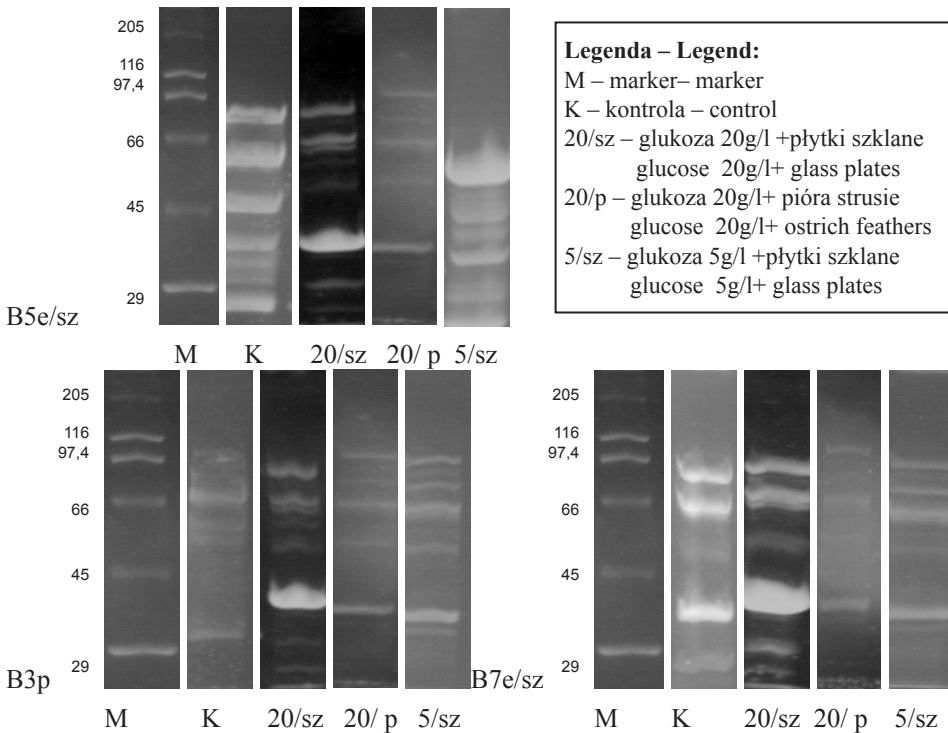 205
116
97,4
66
45
29
B5e/sz
M K 20/sz 20/ p 5/sz
Legenda – Legend:
M – marker– marker
K – kontrola – control
20/sz – glukoza 20g/l +płytki szklane
glucose 20g/l+ glass plates
20/p – glukoza 20g/l+ pióra strusie
glucose 20g/l+ ostrich feathers
5/sz – glukoza 5g/l +płytki szklane
glucose 5g/l+ glass plates
205
116
97,4
66
45
29
B3p
M K 20/sz 20/ p 5/sz
205
116
97,4
66
45
29
B7e/sz
M K 20/sz 20/ p 5/sz